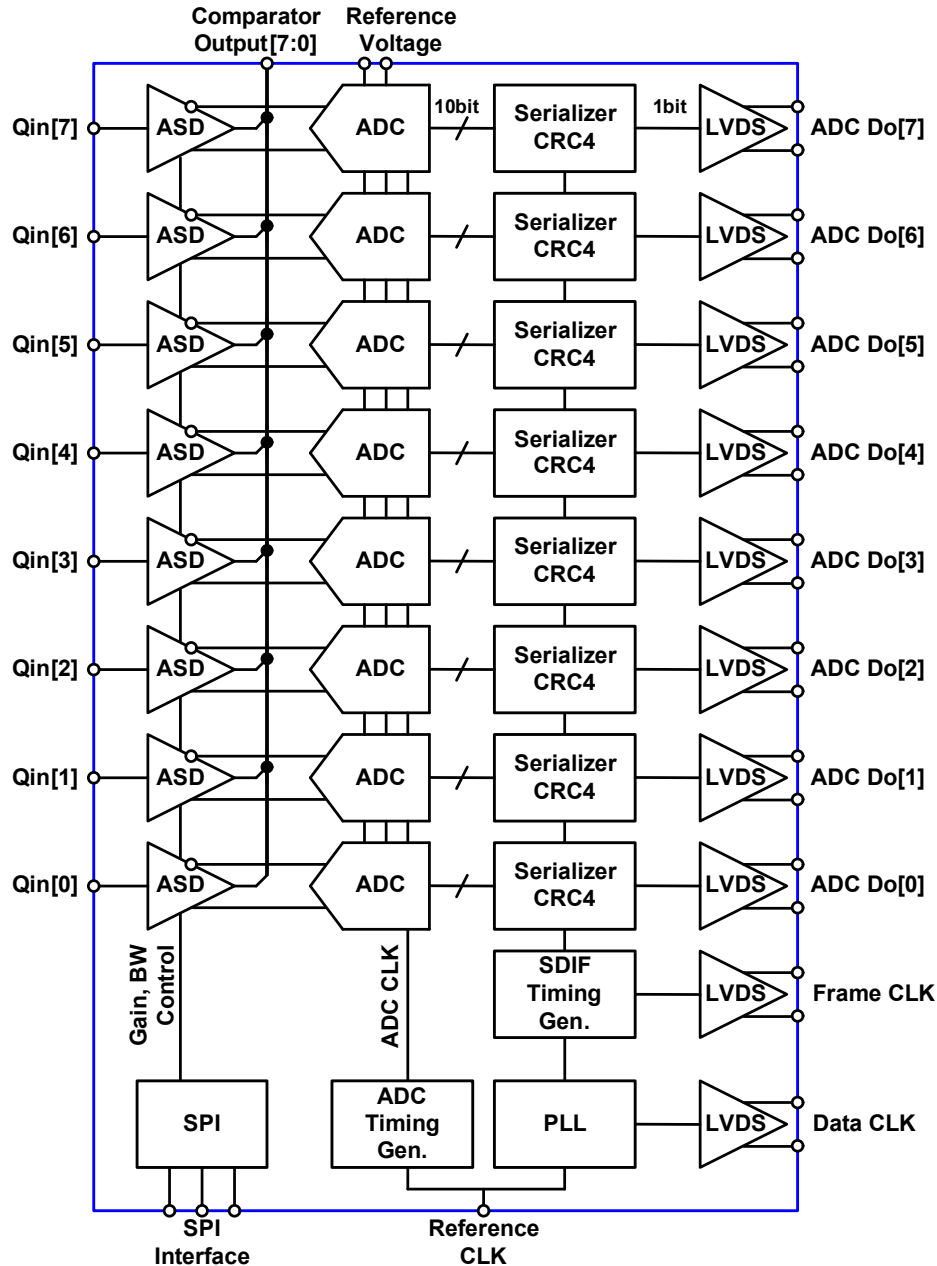 Comparator
Output[7:0]
Reference
Voltage
Qin[7]
ASD
ADC
10bit
Serializer
CRC4
1bit
LVDS
ADC Do[7]
Qin[6]
ASD
ADC
Serializer
CRC4
LVDS
ADC Do[6]
Qin[5]
ASD
ADC
Serializer
CRC4
LVDS
ADC Do[5]
Qin[4]
ASD
ADC
Serializer
CRC4
LVDS
ADC Do[4]
Qin[3]
ASD
ADC
Serializer
CRC4
LVDS
ADC Do[3]
Qin[2]
ASD
ADC
Serializer
CRC4
LVDS
ADC Do[2]
Qin[1]
ASD
ADC
Serializer
CRC4
LVDS
ADC Do[1]
Qin[0]
ASD
ADC
Serializer
CRC4
LVDS
ADC Do[0]
Gain, BW
Control
ADC CLK
SDIF
Timing
Gen.
LVDS
Frame CLK
SPI
ADC
Timing
Gen.
PLL
LVDS
Data CLK
SPI
Interface
Reference
CLK